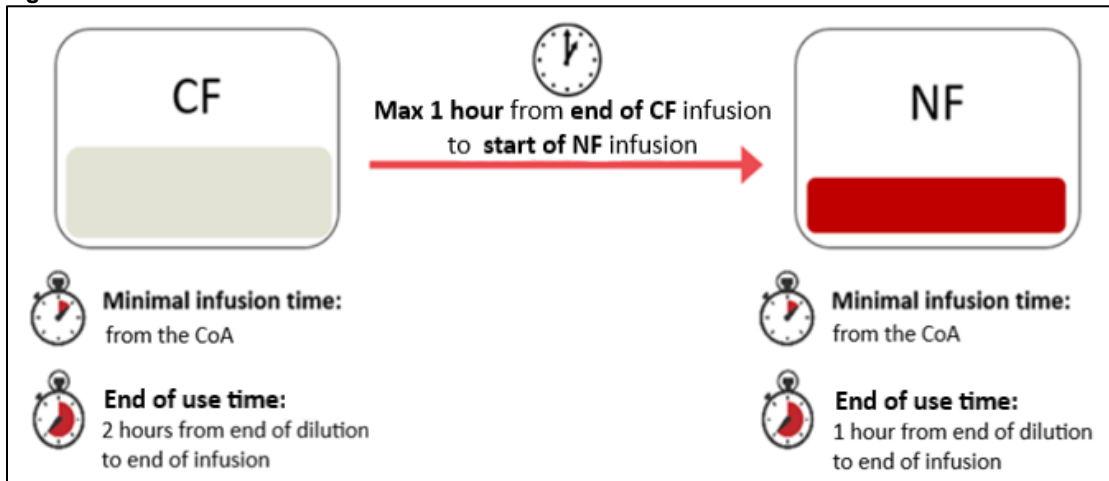 CF
Max 1 hour from end of CF infusion
to start of NF infusion
NF
Minimal infusion time:
from the CoA
End of use time:
2 hours from end of dilution
to end of infusion
Minimal infusion time:
from the CoA
End of use time:
1 hour from end of dilution
to end of infusion